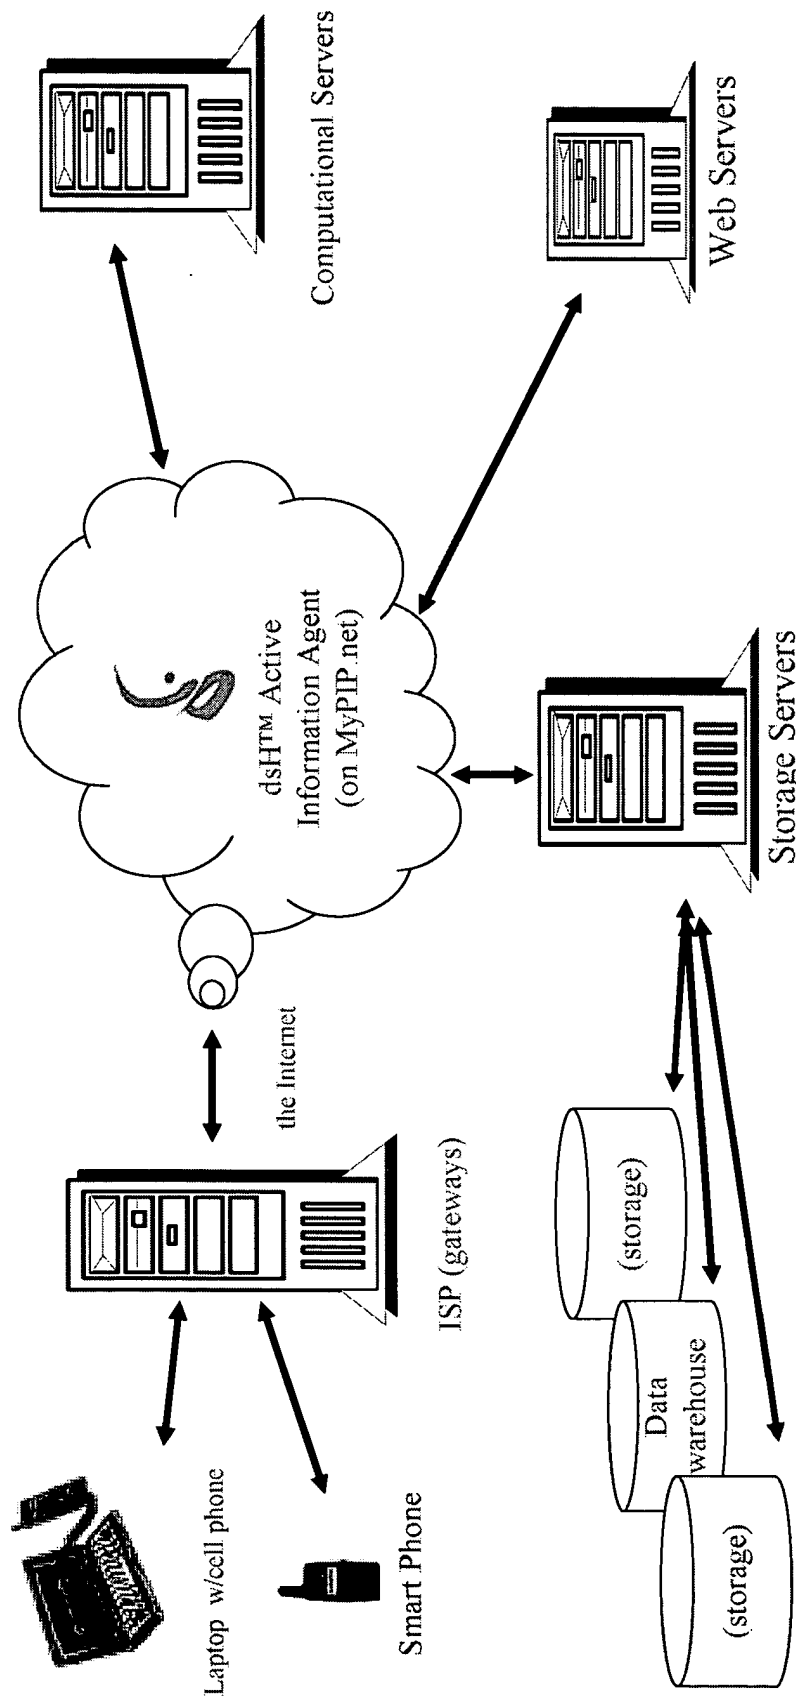 Laptop w/cell phone
Smart Phone
ISP (gateways)
the Internet
dsH™ Active
Information Agent
(on MyPIP.net)
Computational Servers
Web Servers
Storage Servers
(storage)
Data
warehouse
(storage)